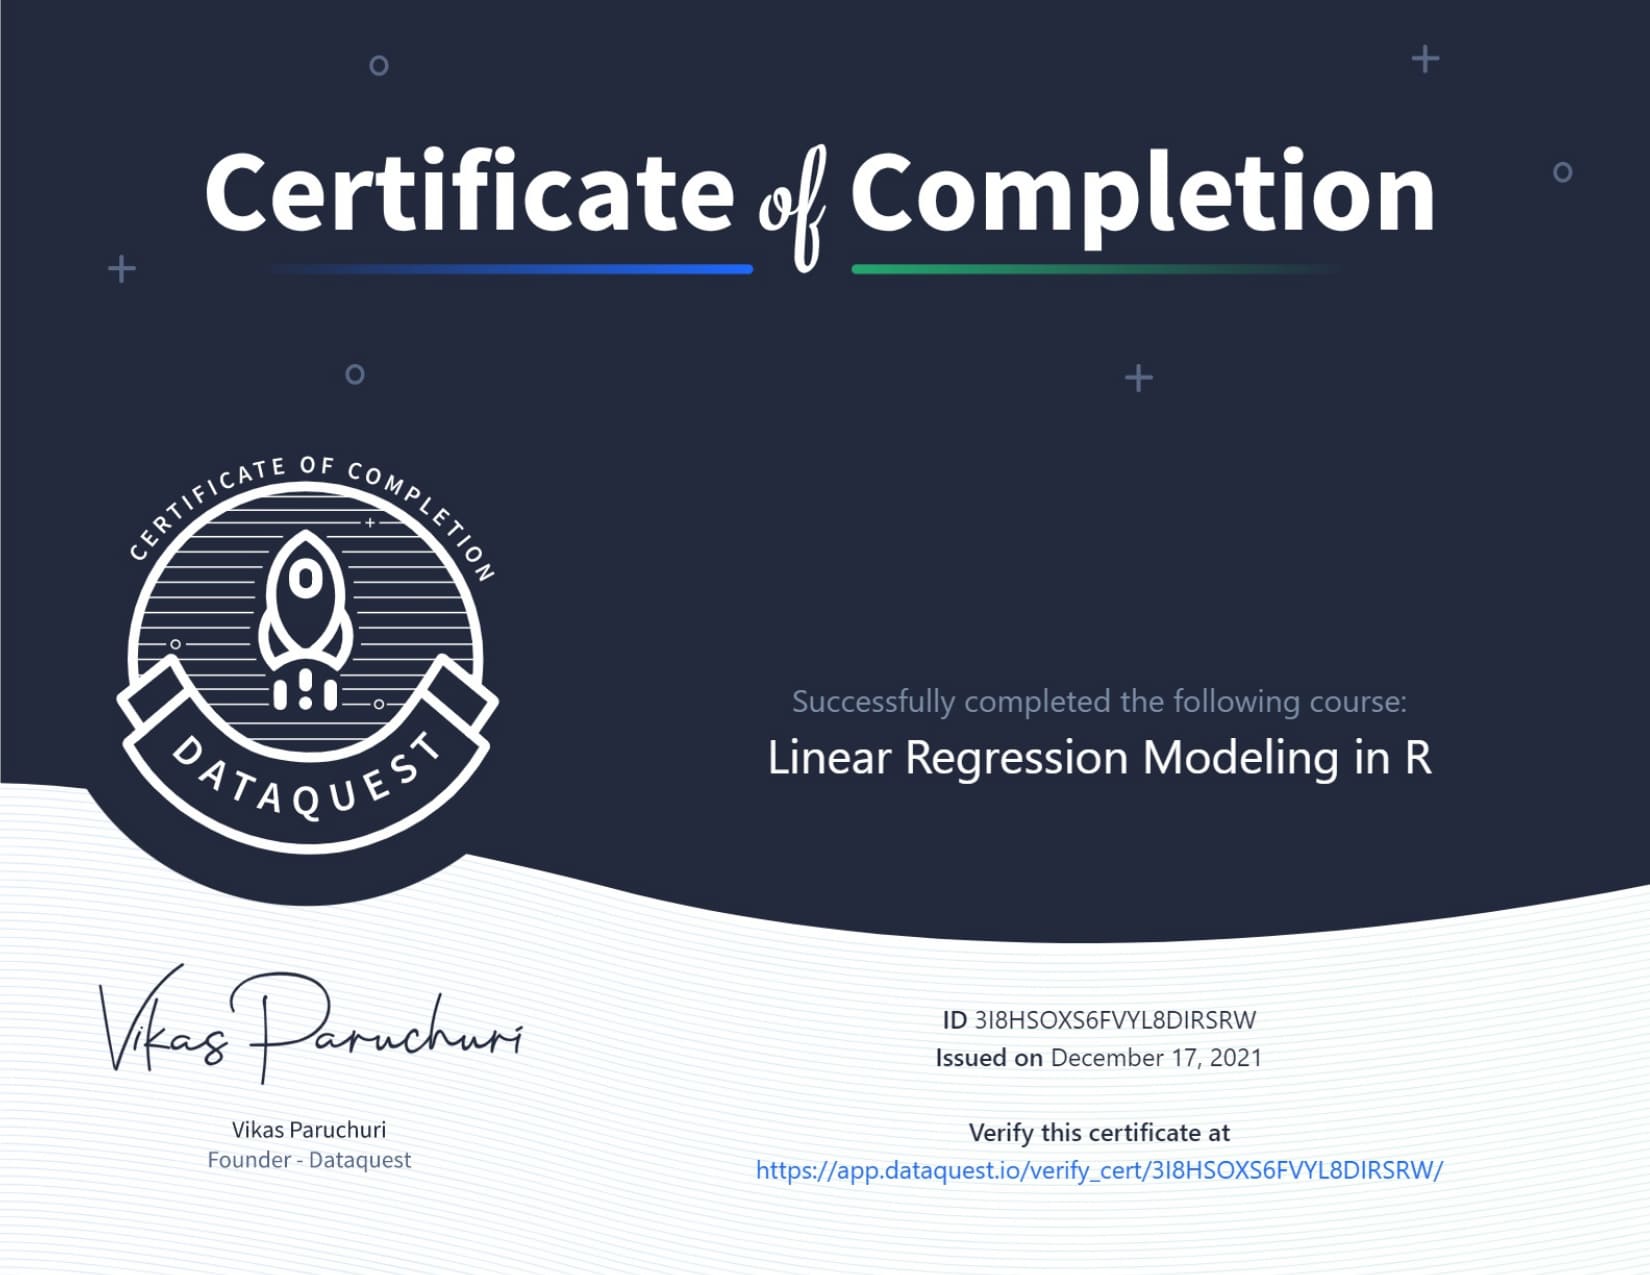 Certificate of Completion
CERTIFICATE OF COMPLETION
DATAQUEST
Successfully completed the following course:
Linear Regression Modeling in R
Vikas Paruchuri
Vikas Paruchuri
Founder - Dataquest
ID 3I8HSOXS6FVYL8DIRSRW
Issued on December 17, 2021
Verify this certificate at
https://app.dataquest.io/verify_cert/3I8HSOXS6FVYL8DIRSRW/